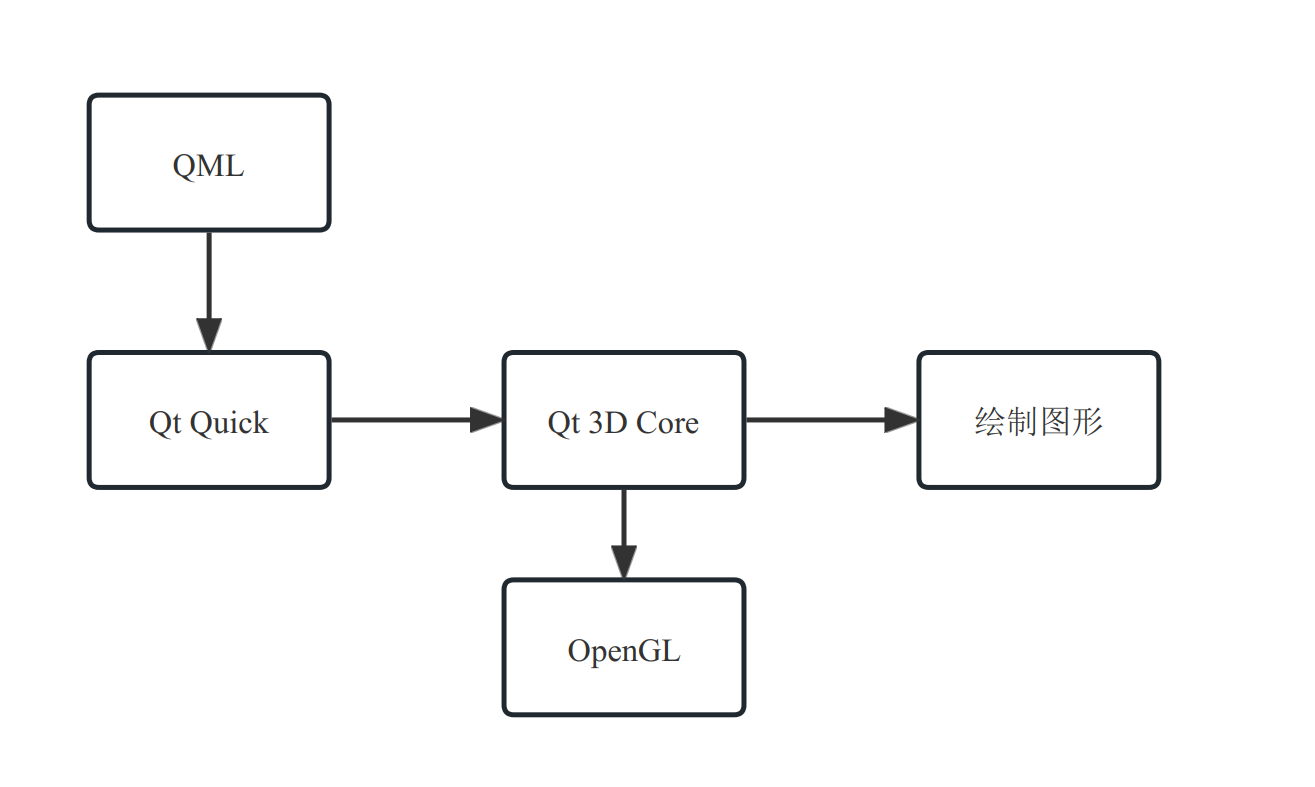 QML
Qt Quick
Qt 3D Core
绘制图形
OpenGL